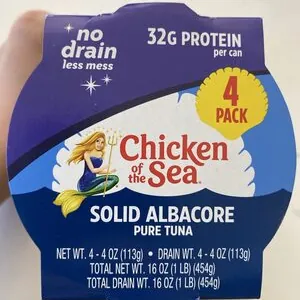 no
drain
less mess
32G PROTEIN
per can
4
PACK
Chicken
of the
Sea®
SOLID ALBACORE
PURE TUNA
NET WT. 4 - 4 OZ (113g) • DRAIN WT. 4 - 4 OZ (113g)
TOTAL NET WT. 16 OZ (1 LB) (454g)
TOTAL DRAIN WT. 16 OZ (1 LB) (454g)